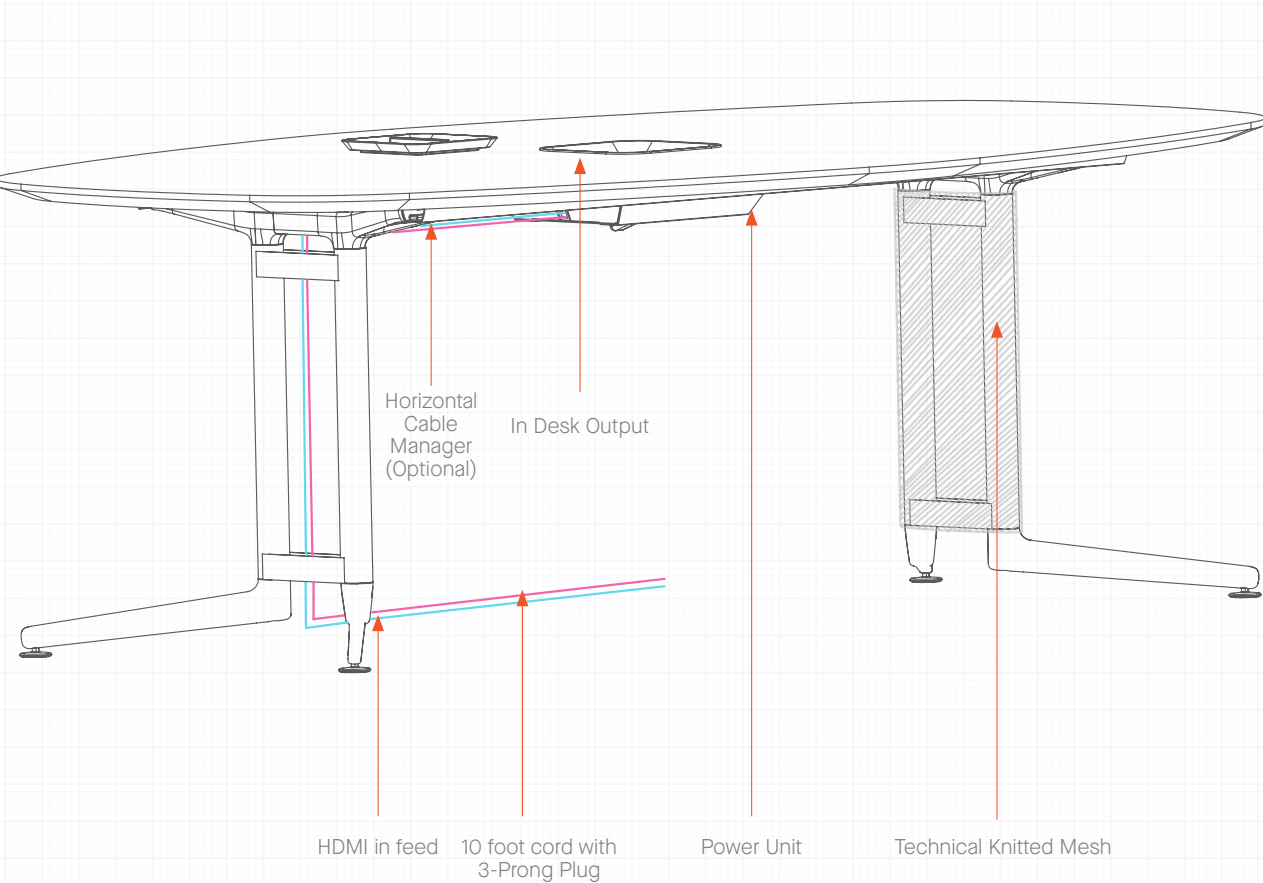 Horizontal
Cable
Manager
(Optional)
In Desk Output
HDMI in feed
10 foot cord with
3-Prong Plug
Power Unit
Technical Knitted Mesh